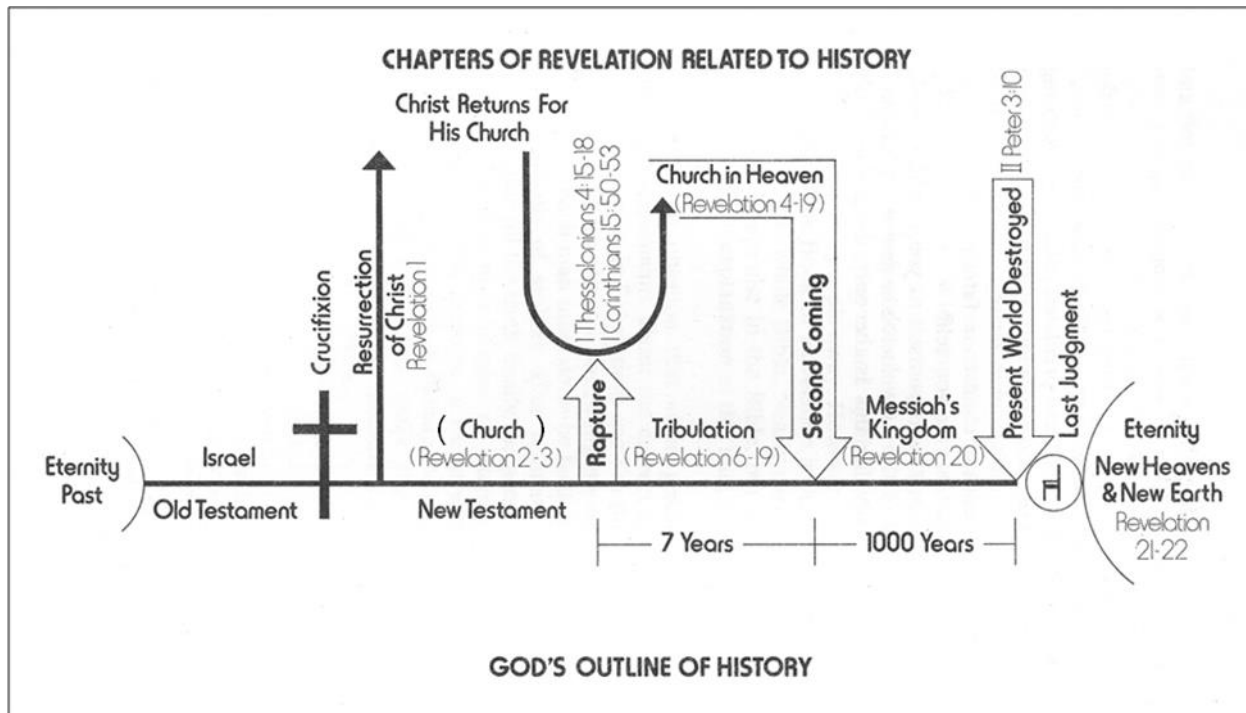 CHAPTERS OF REVELATION RELATED TO HISTORY
Christ Returns For
His Church
I Thessalonians 4:15-18
I Corinthians 15:50-53
Church in Heaven
(Revelation 4-19)
II Peter 3:10
Crucifixion
Resurrection
of Christ
Revelation I
Rapture
Second Coming
Present World Destroyed
Last Judgment
Eternity
Past
Israel
Old Testament
( Church )
(Revelation 2-3)
New Testament
Tribulation
(Revelation 6-19)
Messiah's
Kingdom
(Revelation 20)
Eternity
New Heavens
& New Earth
Revelation
21-22
7 Years
1000 Years
GOD'S OUTLINE OF HISTORY